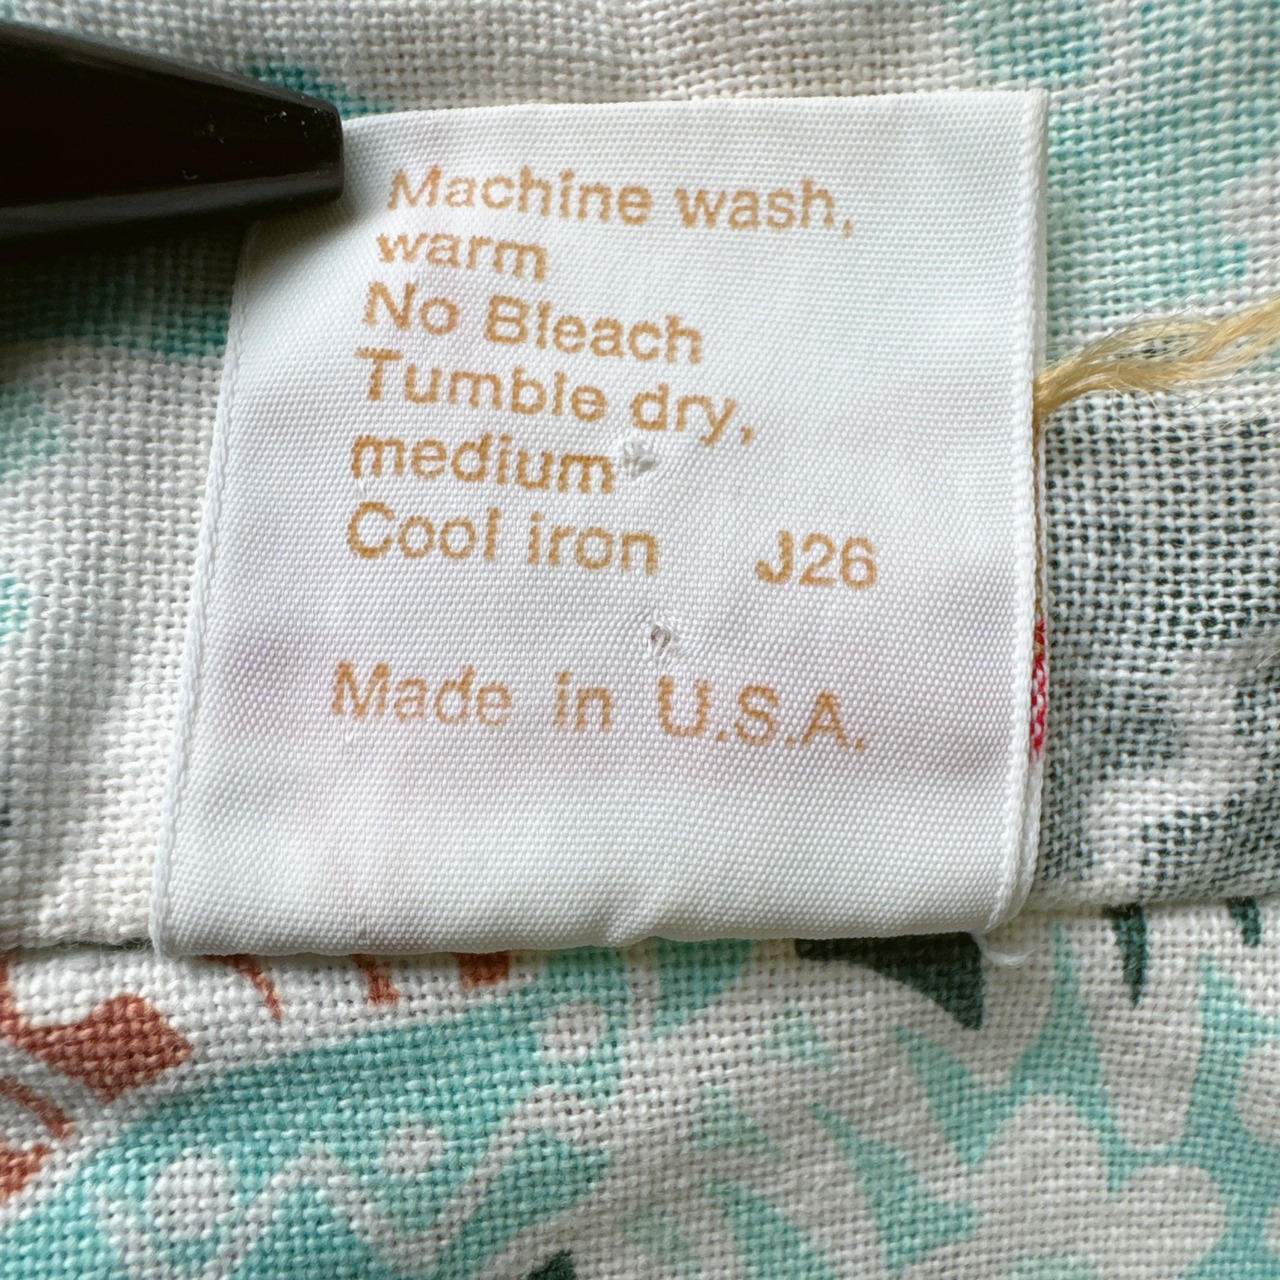 Machine wash,
warm
No Bleach
Tumble dry,
medium
Cool iron J26
Made in U.S.A.